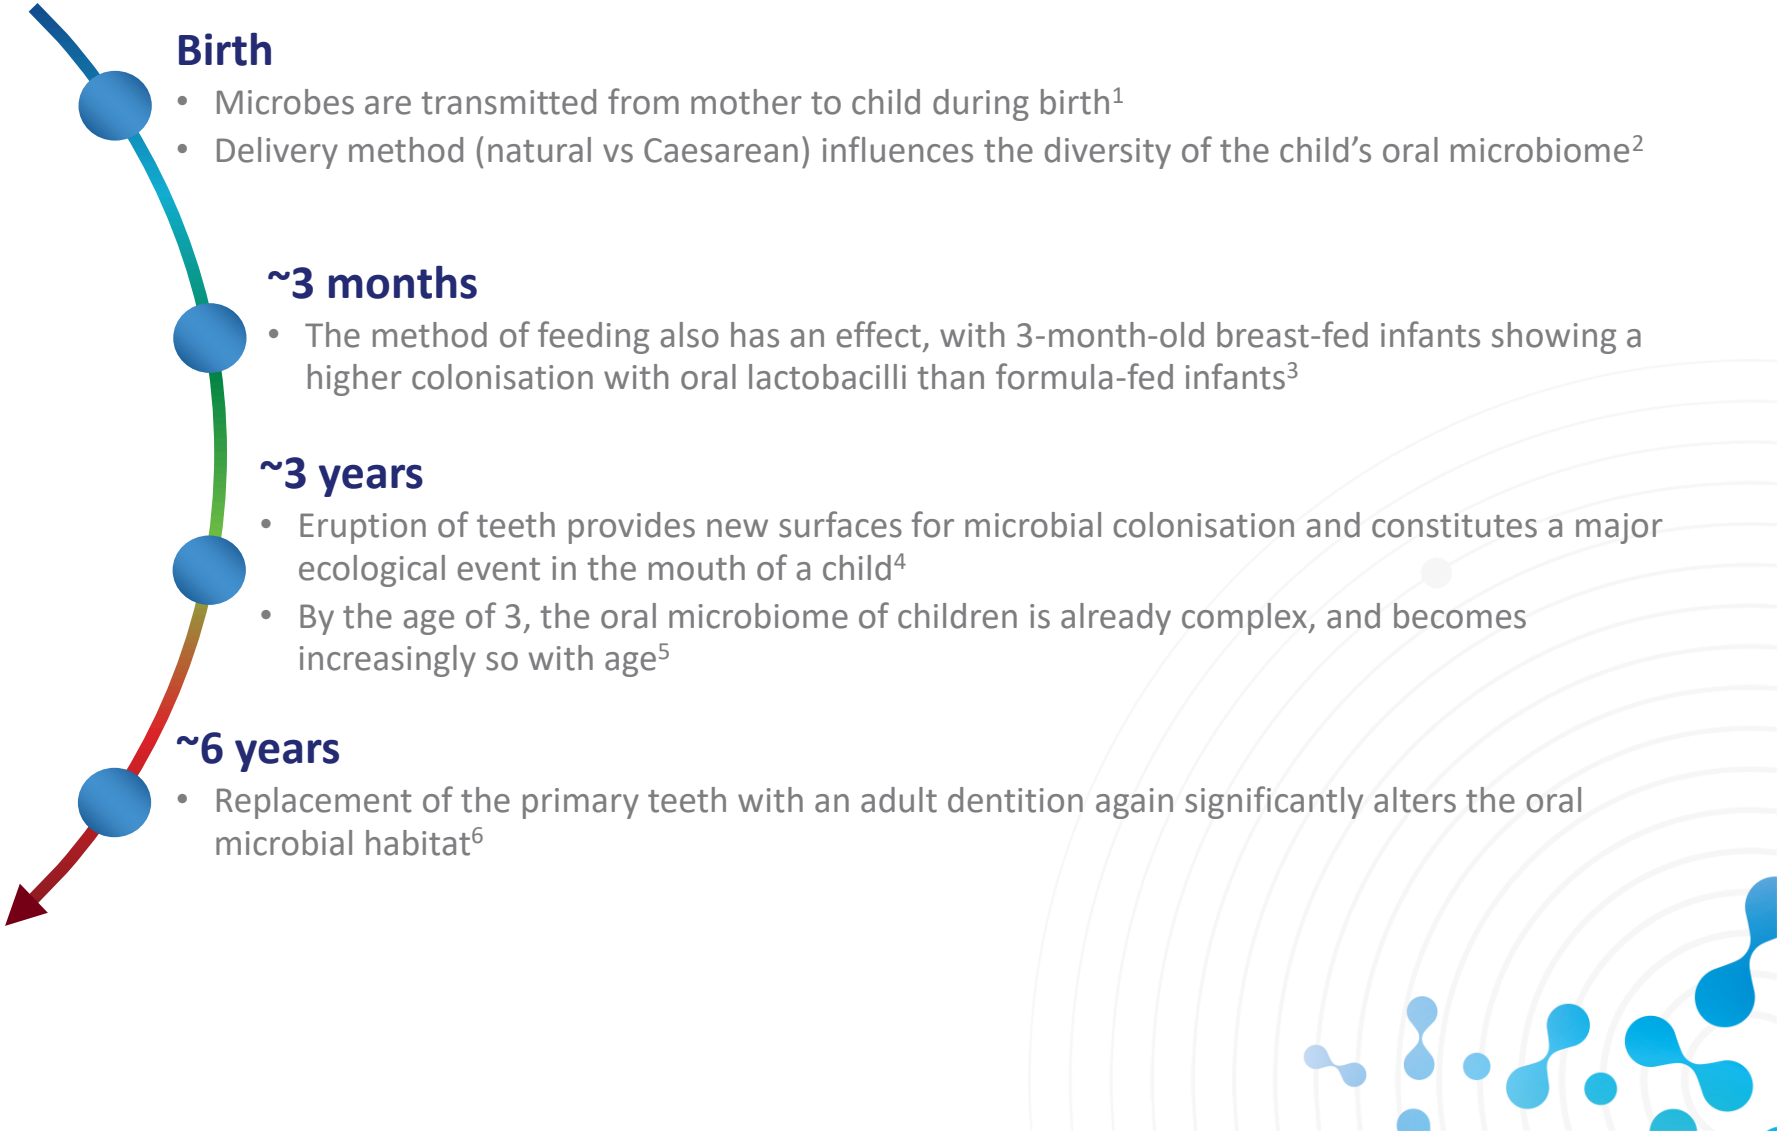 Birth
• Microbes are transmitted from mother to child during birth¹
• Delivery method (natural vs Caesarean) influences the diversity of the child’s oral microbiome²
~3 months
• The method of feeding also has an effect, with 3-month-old breast-fed infants showing a
higher colonisation with oral lactobacilli than formula-fed infants³
~3 years
• Eruption of teeth provides new surfaces for microbial colonisation and constitutes a major
ecological event in the mouth of a child⁴
• By the age of 3, the oral microbiome of children is already complex, and becomes
increasingly so with age⁵
~6 years
• Replacement of the primary teeth with an adult dentition again significantly alters the oral
microbial habitat⁶